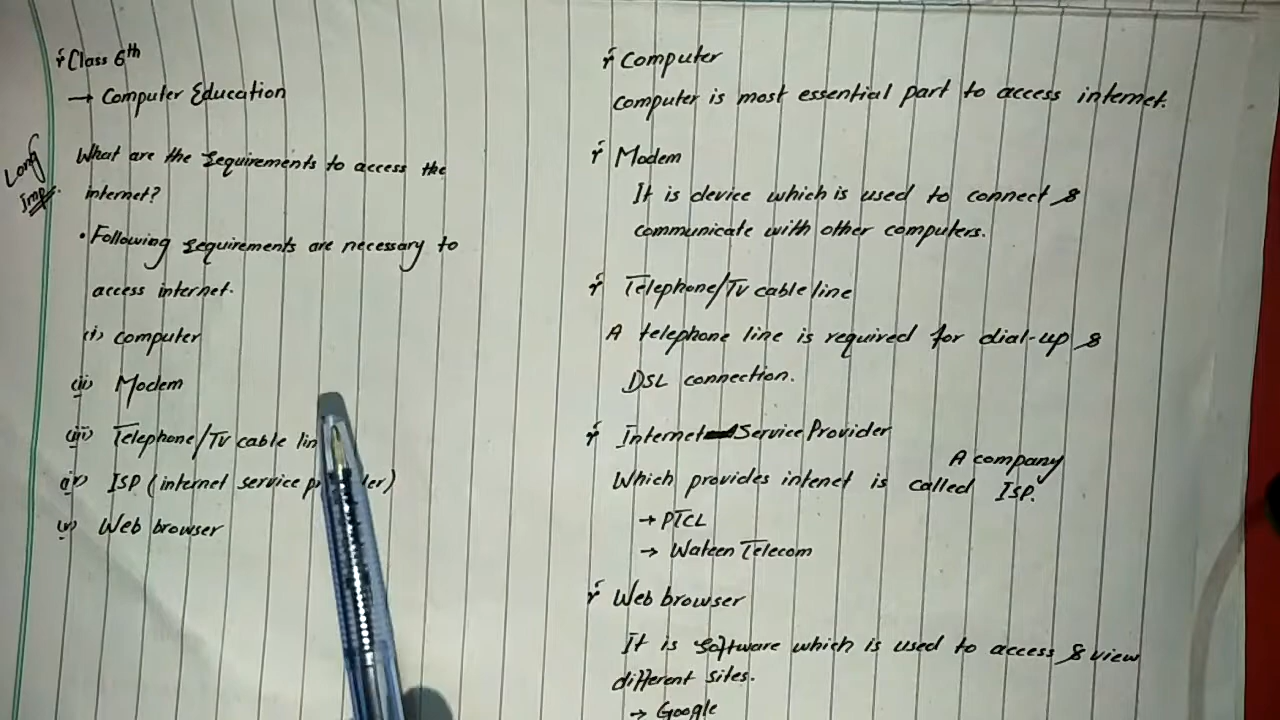 Class 6th
→ Computer Education
Long
Imp.
What are the requirements to access the
internet?
• Following requirements are necessary to
access internet.
(i) computer
(ii) Modem
(iii) Telephone/Tv cable lin
(iv) ISP (internet service p der)
(v) Web browser
Computer
Computer is most essential part to access internet.
Modem
It is device which is used to connect &
communicate with other computers.
Telephone/Tv cable line
A telephone line is required for dial-up &
DSL connection.
Internet Service Provider
A company
Which provides intenet is called ISP.
→ PTCL
→ Wateen Telecom
Web browser
It is software which is used to access & view
different sites.
→ Google